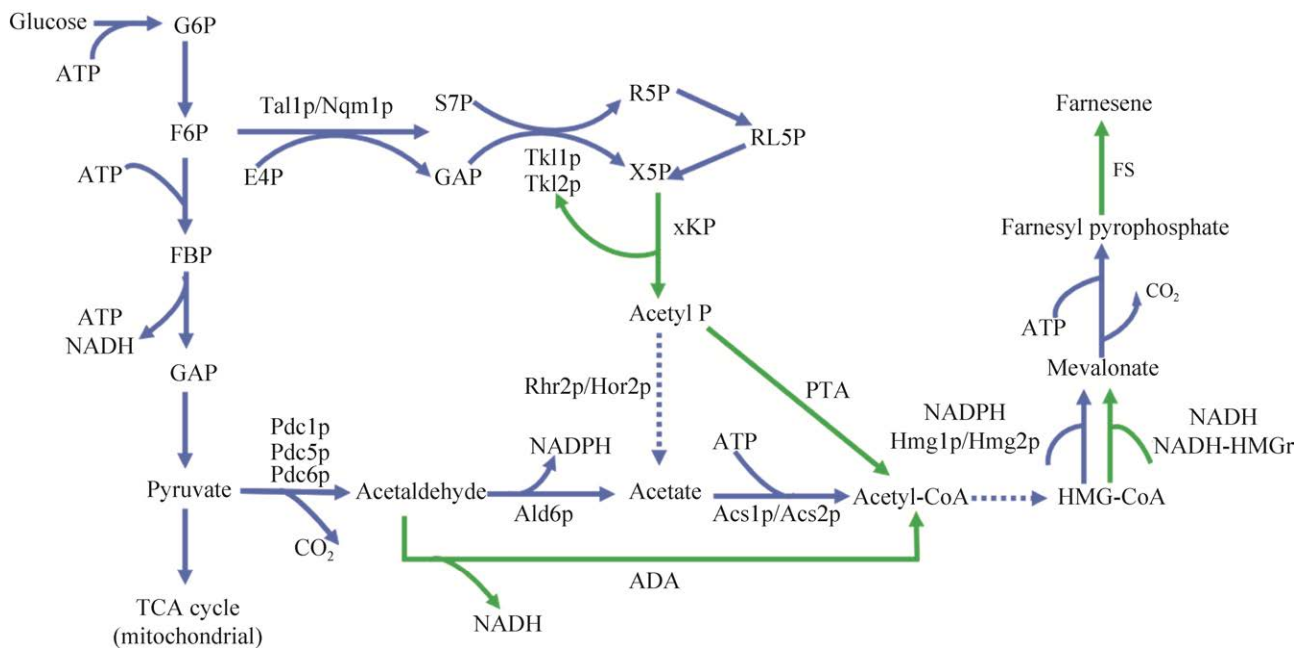 Glucose
G6P
ATP
Tal1p/Nqm1p
S7P
R5P
Farnesene
F6P
RL5P
ATP
E4P
GAP
Tkl1p
Tkl2p
X5P
FS
xKP
Farnesyl pyrophosphate
FBP
CO₂
ATP
NADH
Acetyl P
ATP
GAP
Mevalonate
Rhr2p/Hor2p
PTA
NADPH
Hmg1p/Hmg2p
NADH
NADH-HMGr
Pdc1p
Pdc5p
Pdc6p
NADPH
ATP
Pyruvate
Acetaldehyde
Acetate
Acetyl-CoA
HMG-CoA
Ald6p
Acs1p/Acs2p
CO₂
ADA
TCA cycle
(mitochondrial)
NADH